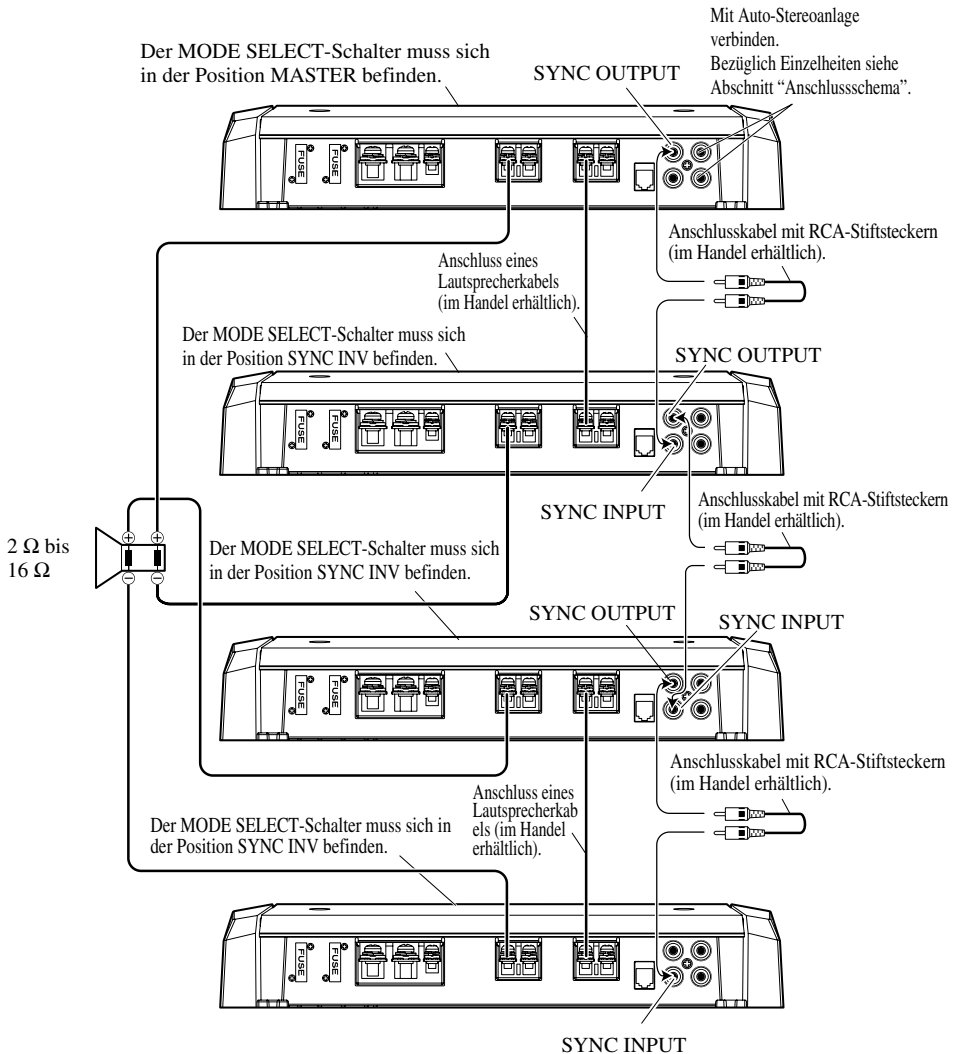 Mit Auto-Stereoanlage
verbinden.
Bezüglich Einzelheiten siehe
Abschnitt “Anschlussschema”.
Der MODE SELECT-Schalter muss sich
in der Position MASTER befinden.
SYNC OUTPUT
FUSE
FUSE
Anschlusskabel mit RCA-Stiftsteckern
(im Handel erhältlich).
Anschluss eines
Lautsprecherkabels
(im Handel erhältlich).
Der MODE SELECT-Schalter muss sich
in der Position SYNC INV befinden.
SYNC OUTPUT
FUSE
FUSE
SYNC INPUT
Anschlusskabel mit RCA-Stiftsteckern
(im Handel erhältlich).
2 Ω bis
16 Ω
⊕ ⊕
⊖ ⊖
Der MODE SELECT-Schalter muss sich
in der Position SYNC INV befinden.
SYNC OUTPUT
SYNC INPUT
FUSE
FUSE
Anschlusskabel mit RCA-Stiftsteckern
(im Handel erhältlich).
Anschluss eines
Lautsprecherkab
els (im Handel
erhältlich).
Der MODE SELECT-Schalter muss sich in
der Position SYNC INV befinden.
FUSE
FUSE
SYNC INPUT